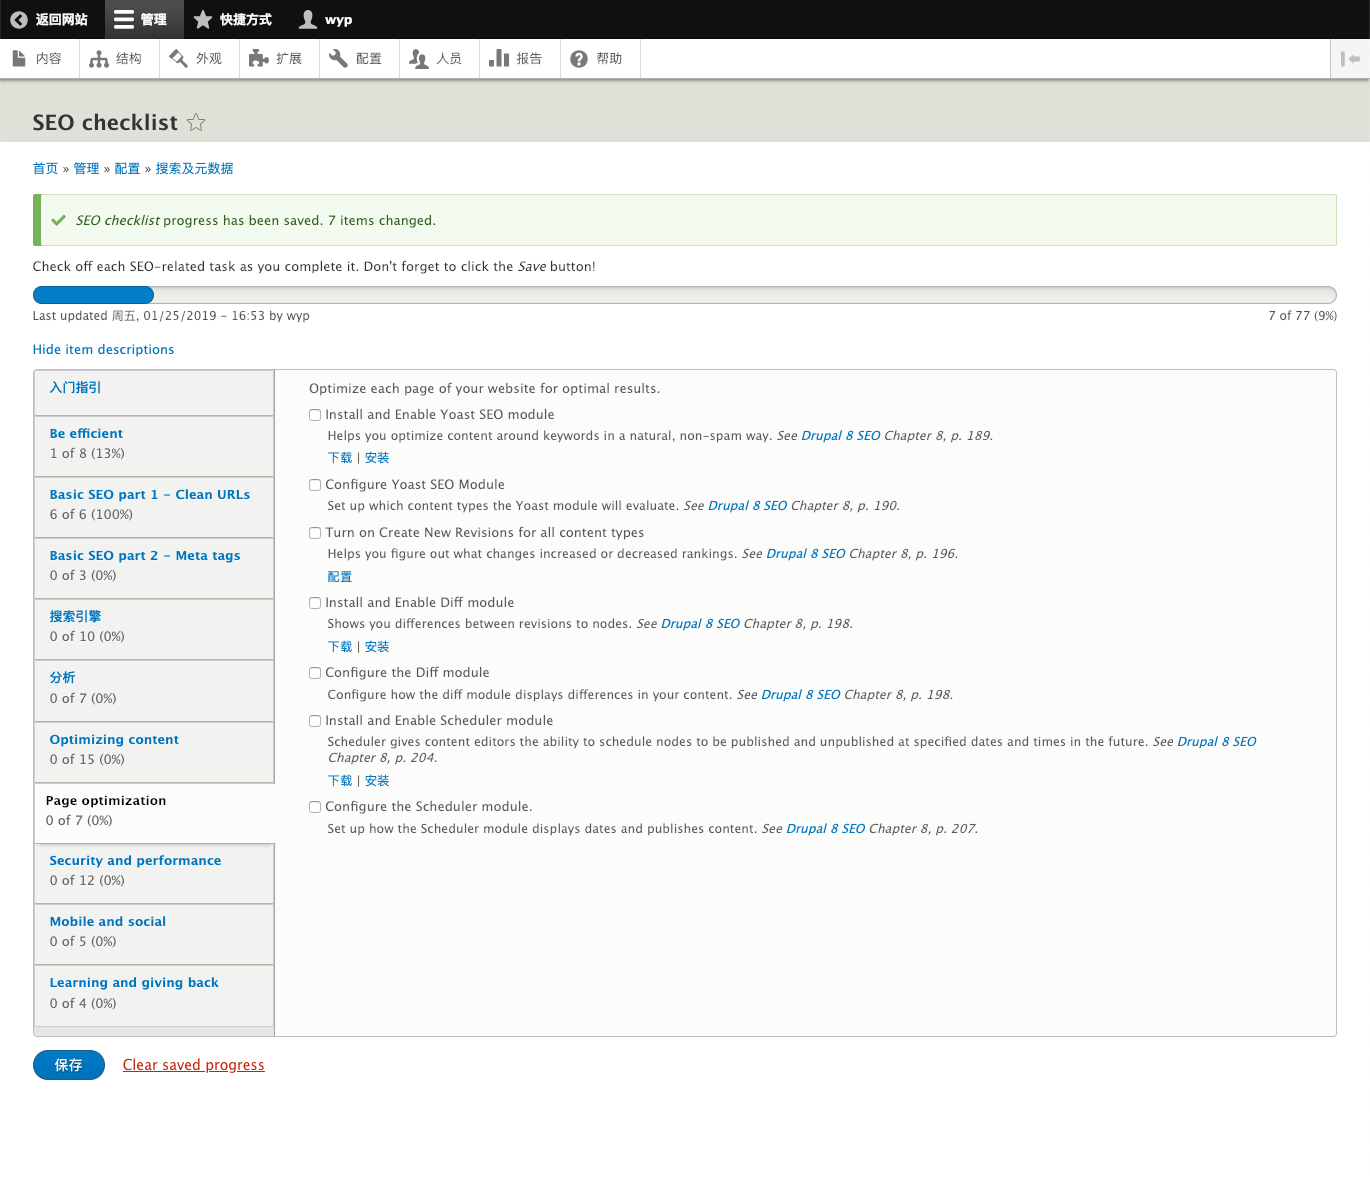 返回网站 管理 快捷方式 wyp
内容 结构 外观 扩展 配置 人员 报告 帮助
SEO checklist
首页 » 管理 » 配置 » 搜索及元数据
SEO checklist progress has been saved. 7 items changed.
Check off each SEO-related task as you complete it. Don't forget to click the Save button!
Last updated 周五, 01/25/2019 - 16:53 by wyp
7 of 77 (9%)
Hide item descriptions
入门指引
Be efficient
1 of 8 (13%)
Basic SEO part 1 - Clean URLs
6 of 6 (100%)
Basic SEO part 2 - Meta tags
0 of 3 (0%)
搜索引擎
0 of 10 (0%)
分析
0 of 7 (0%)
Optimizing content
0 of 15 (0%)
Page optimization
0 of 7 (0%)
Security and performance
0 of 12 (0%)
Mobile and social
0 of 5 (0%)
Learning and giving back
0 of 4 (0%)
Optimize each page of your website for optimal results.
Install and Enable Yoast SEO module
Helps you optimize content around keywords in a natural, non-spam way. See Drupal 8 SEO Chapter 8, p. 189.
下载 | 安装
Configure Yoast SEO Module
Set up which content types the Yoast module will evaluate. See Drupal 8 SEO Chapter 8, p. 190.
Turn on Create New Revisions for all content types
Helps you figure out what changes increased or decreased rankings. See Drupal 8 SEO Chapter 8, p. 196.
配置
Install and Enable Diff module
Shows you differences between revisions to nodes. See Drupal 8 SEO Chapter 8, p. 198.
下载 | 安装
Configure the Diff module
Configure how the diff module displays differences in your content. See Drupal 8 SEO Chapter 8, p. 198.
Install and Enable Scheduler module
Scheduler gives content editors the ability to schedule nodes to be published and unpublished at specified dates and times in the future. See Drupal 8 SEO
Chapter 8, p. 204.
下载 | 安装
Configure the Scheduler module.
Set up how the Scheduler module displays dates and publishes content. See Drupal 8 SEO Chapter 8, p. 207.
保存 Clear saved progress